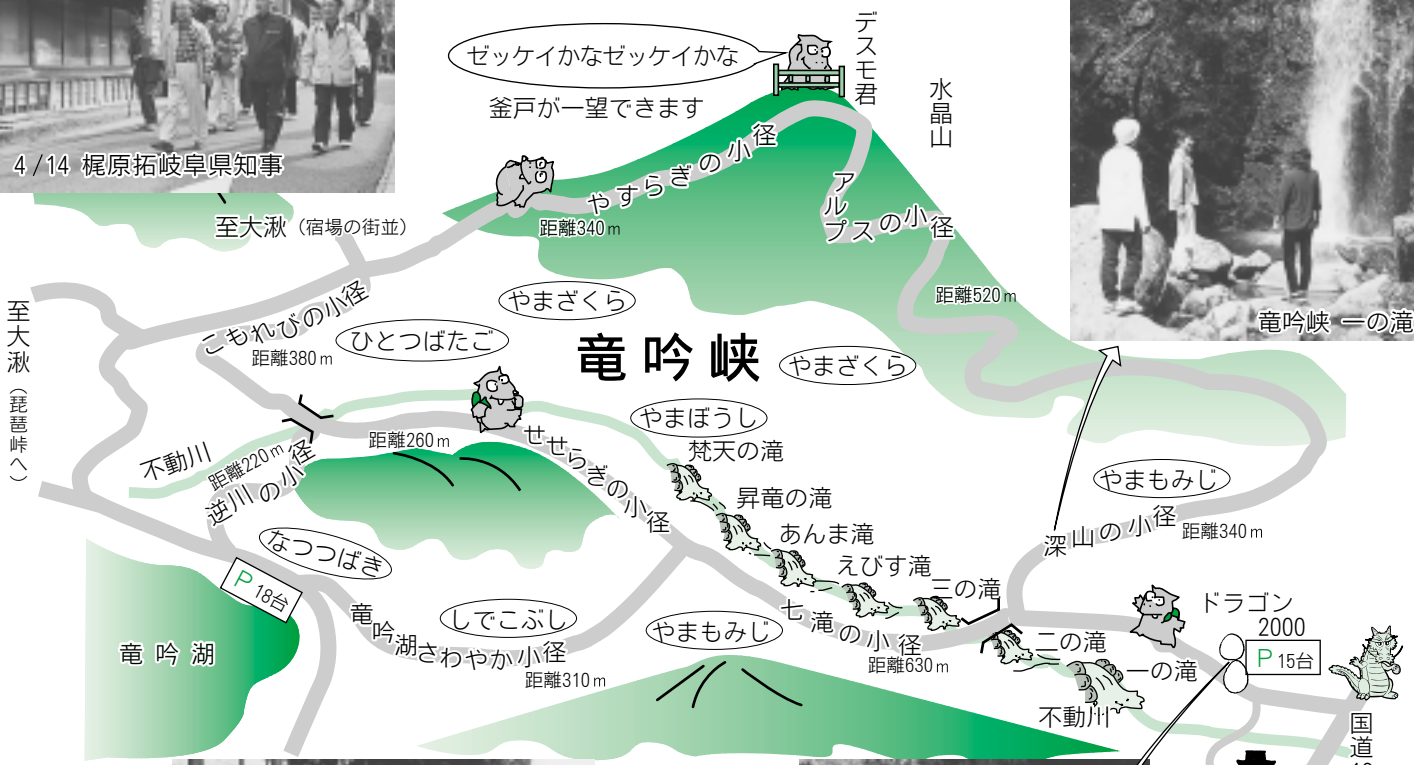 4/14 梶原拓岐阜県知事
ゼッケイかなゼッケイかな
釜戸が一望できます
デスモ君
水晶山
竜吟峡 一の滝
至大湫（宿場の街並）
やすらぎの小径
距離340m
アルプスの小径
距離520m
至大湫（琵琶峠へ）
こもれびの小径
距離380m
やまざくら
ひとつばたご
竜吟峡
やまざくら
やまぼうし
距離260m
せせらぎの小径
不動川
距離220m
逆川の小径
梵天の滝
昇竜の滝
あんま滝
えびす滝
三の滝
やまもみじ
深山の小径
距離340m
なつつばき
P 18台
竜吟湖
竜吟湖さわやか小径
距離310m
しでこぶし
やまもみじ
七滝の小径
距離630m
二の滝
一の滝
不動川
ドラゴン
2000
P 15台
国道